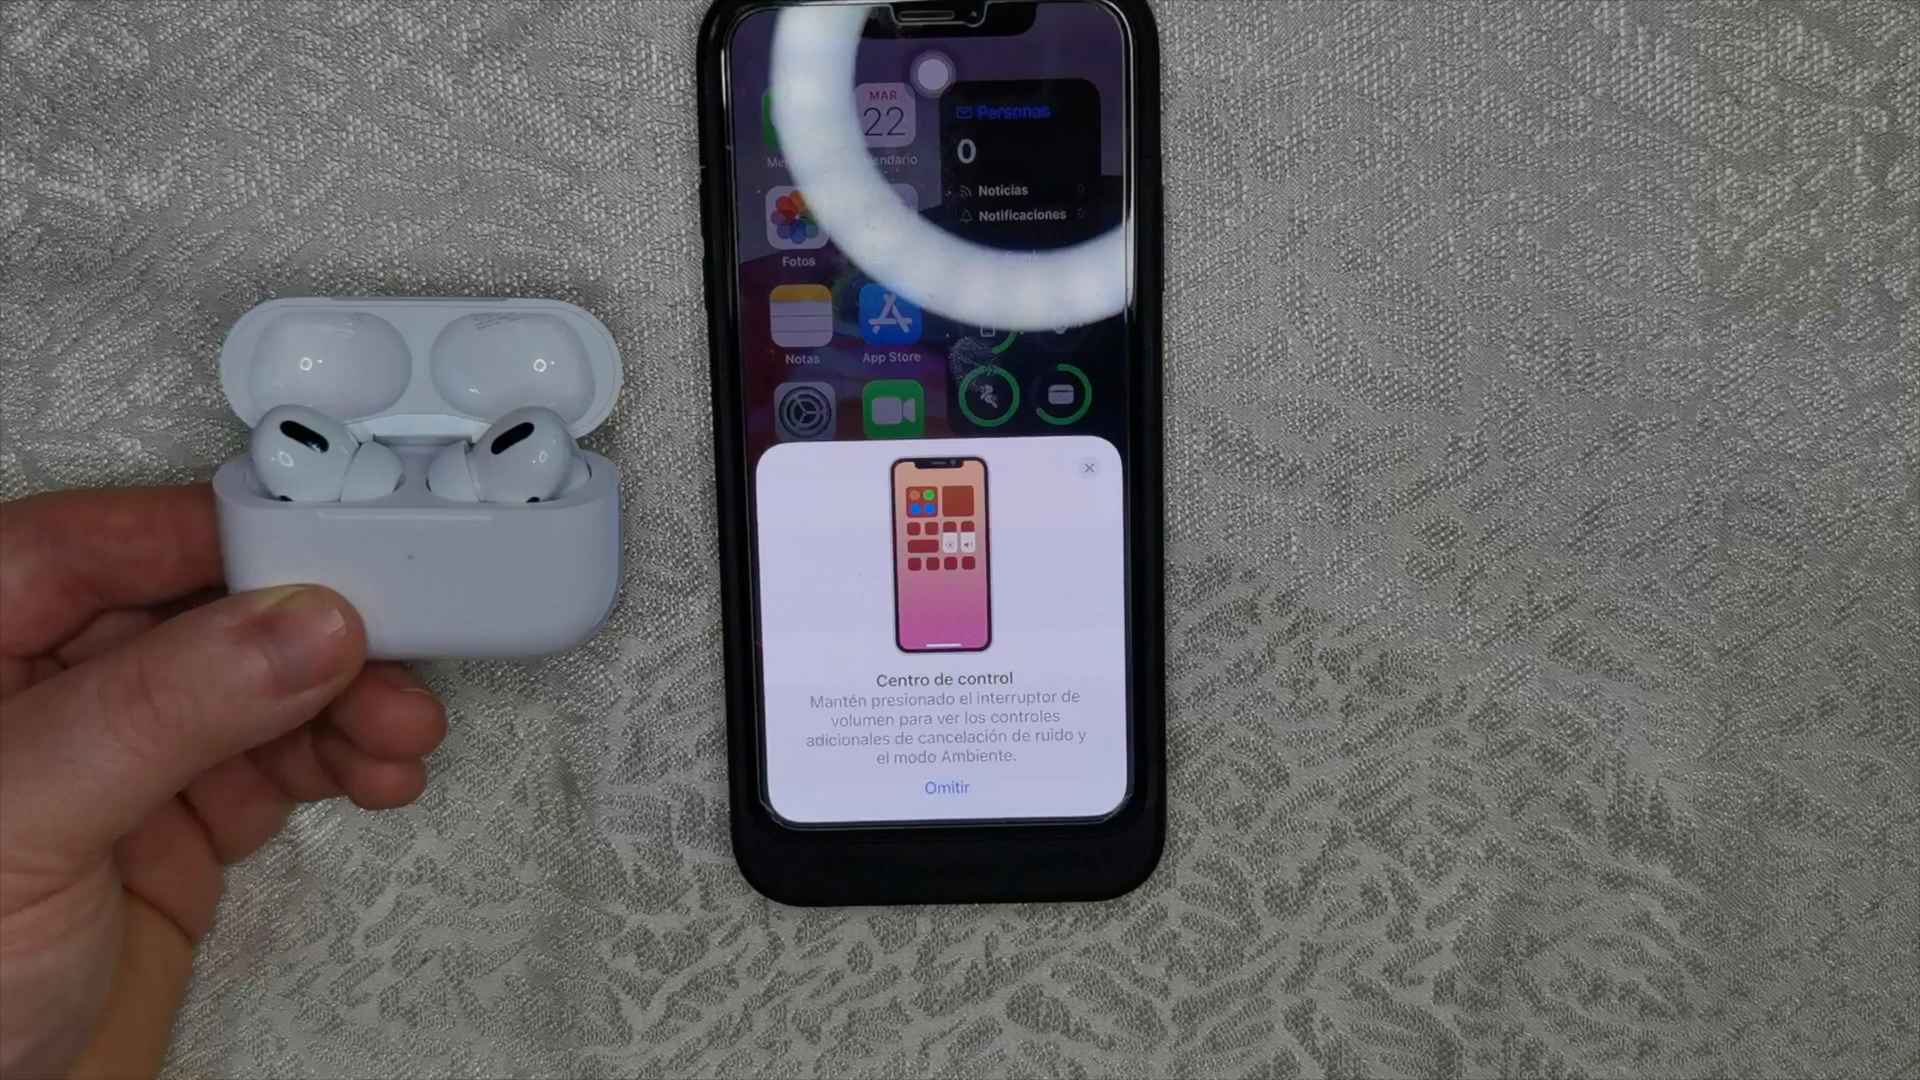 MAR
22
Personas
0
Noticias
Notificaciones
Fotos
Notas
App Store
Centro de control
Mantén presionado el interruptor de
volumen para ver los controles
adicionales de cancelación de ruido y
el modo Ambiente.
Omitir